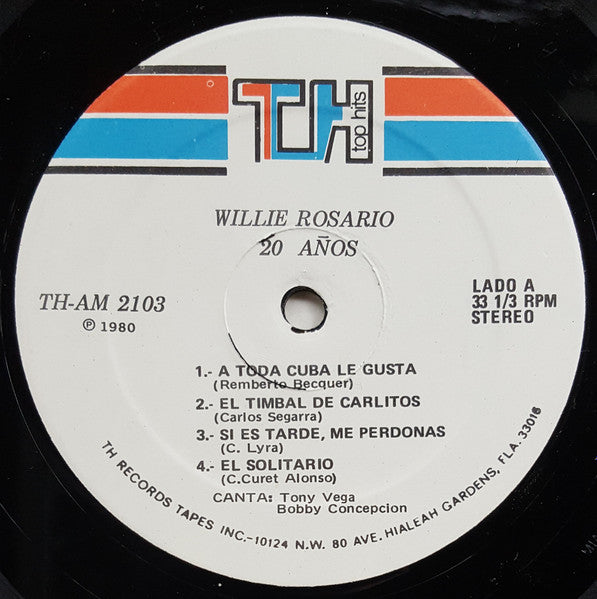 TH
top hits
WILLIE ROSARIO
20 AÑOS
TH-AM 2103
℗ 1980
LADO A
33 1/3 RPM
STEREO
1.- A TODA CUBA LE GUSTA
(Remberto Becquer)
2.- EL TIMBAL DE CARLITOS
(Carlos Segarra)
3.- SI ES TARDE, ME PERDONAS
(C. Lyra)
4.- EL SOLITARIO
(C.Curet Alonso)
CANTA: Tony Vega
Bobby Concepcion
TH RECORDS TAPES INC.-10124 N.W. 80 AVE. HIALEAH GARDENS, FLA. 33016